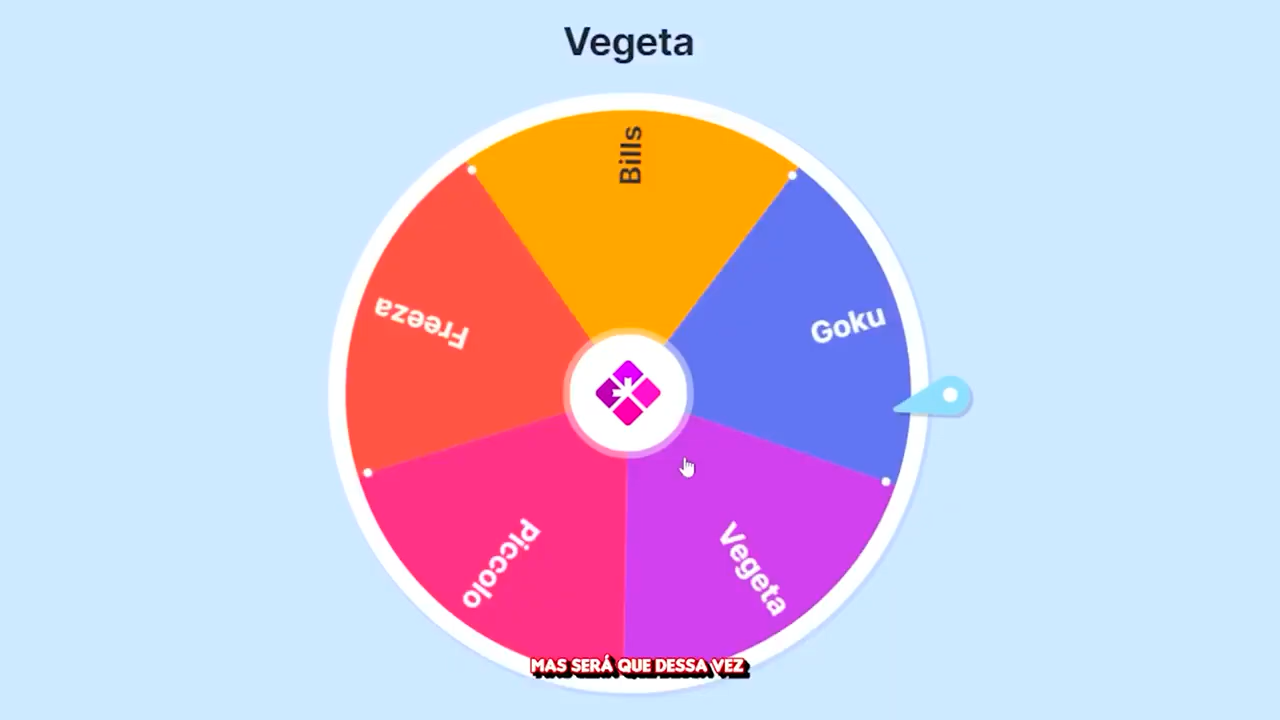 Vegeta
Bills
Goku
Freeza
Piccolo
Vegeta
MAS SERÁ QUE DESSA VEZ